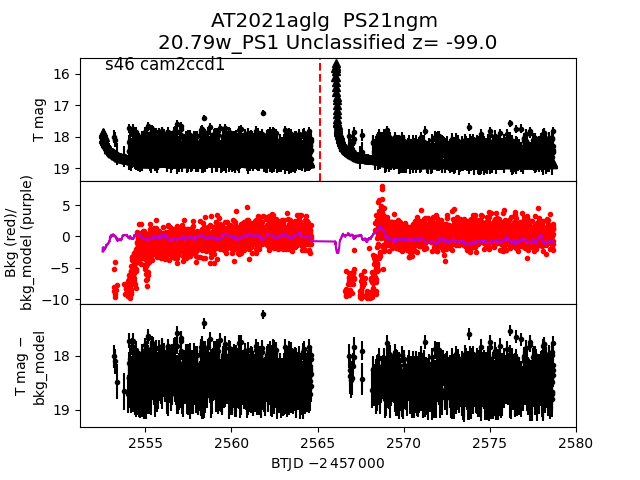 AT2021aglg PS21ngm
20.79w_PS1 Unclassified z= -99.0
s46 cam2ccd1
T mag
16
17
18
19
Bkg (red)/
bkg_model (purple)
5
0
−5
−10
T mag −
bkg_model
18
19
2555
2560
2565
2570
2575
2580
BTJD −2 457 000